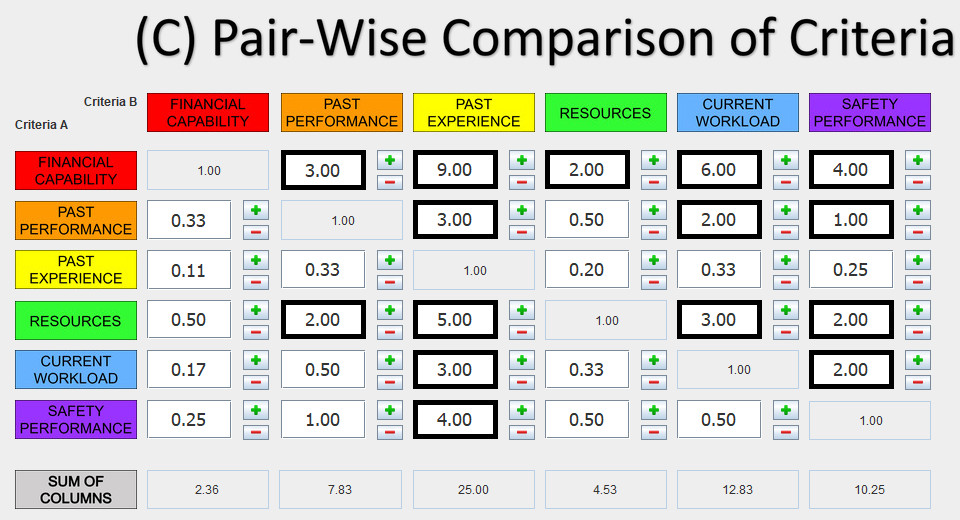 (C) Pair-Wise Comparison of Criteria
Criteria B
Criteria A
FINANCIAL
CAPABILITY
PAST
PERFORMANCE
PAST
EXPERIENCE
RESOURCES
CURRENT
WORKLOAD
SAFETY
PERFORMANCE
FINANCIAL
CAPABILITY
1.00 3.00 9.00 2.00 6.00 4.00
PAST
PERFORMANCE
0.33 1.00 3.00 0.50 2.00 1.00
PAST
EXPERIENCE
0.11 0.33 1.00 0.20 0.33 0.25
RESOURCES
0.50 2.00 5.00 1.00 3.00 2.00
CURRENT
WORKLOAD
0.17 0.50 3.00 0.33 1.00 2.00
SAFETY
PERFORMANCE
0.25 1.00 4.00 0.50 0.50 1.00
SUM OF
COLUMNS
2.36 7.83 25.00 4.53 12.83 10.25